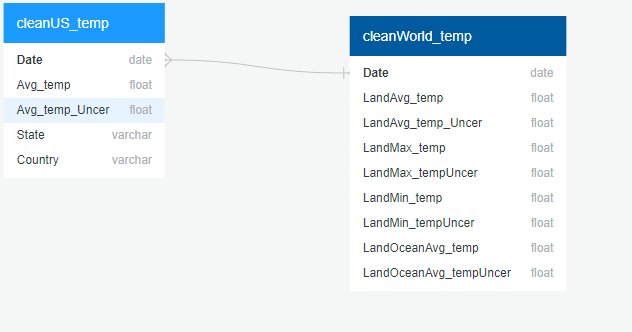 cleanUS_temp
Date date
Avg_temp float
Avg_temp_Uncer float
State varchar
Country varchar
cleanWorld_temp
Date date
LandAvg_temp float
LandAvg_temp_Uncer float
LandMax_temp float
LandMax_tempUncer float
LandMin_temp float
LandMin_tempUncer float
LandOceanAvg_temp float
LandOceanAvg_tempUncer float